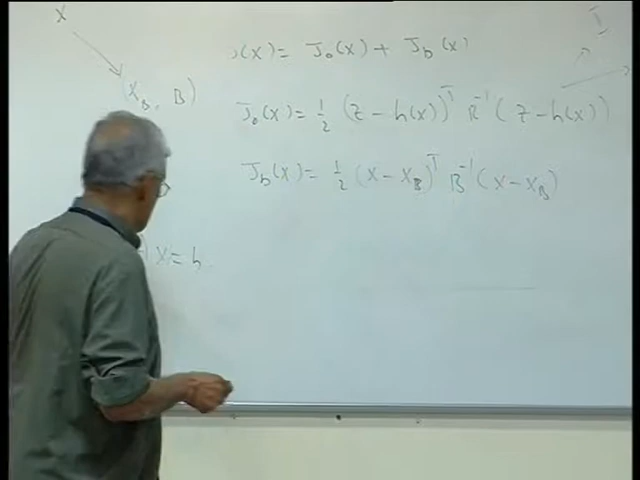 X
(X_B, B)
J(x) = J_o(x) + J_b(x)
J_o(x) = 1/2 (Z - h(x))^T R^-1 (Z - h(x))
J_b(x) = 1/2 (X - X_B)^T B^-1 (X - X_B)
) X = h